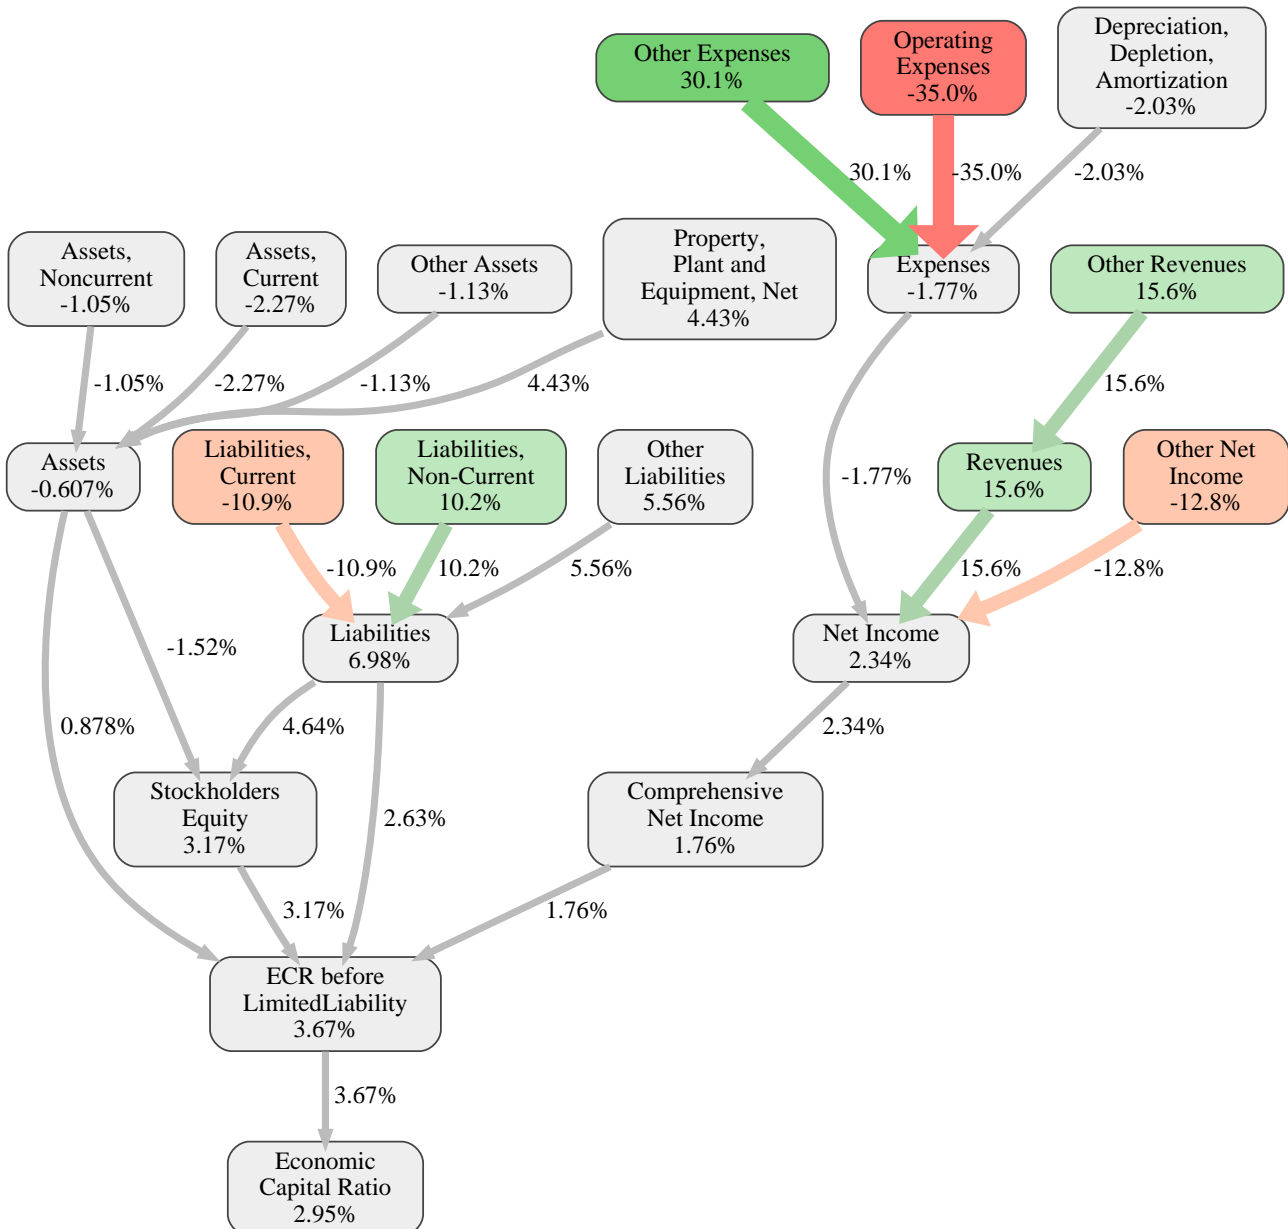 Other Expenses
30.1%
Operating
Expenses
-35.0%
Depreciation,
Depletion,
Amortization
-2.03%
30.1%
-35.0%
-2.03%
Assets,
Noncurrent
-1.05%
Assets,
Current
-2.27%
Other Assets
-1.13%
Property,
Plant and
Equipment, Net
4.43%
Expenses
-1.77%
Other Revenues
15.6%
-1.05%
-2.27%
-1.13%
4.43%
15.6%
Assets
-0.607%
Liabilities,
Current
-10.9%
Liabilities,
Non-Current
10.2%
Other
Liabilities
5.56%
-1.77%
Revenues
15.6%
Other Net
Income
-12.8%
-10.9%
10.2%
5.56%
15.6%
-12.8%
-1.52%
Liabilities
6.98%
Net Income
2.34%
0.878%
4.64%
2.34%
Stockholders
Equity
3.17%
2.63%
Comprehensive
Net Income
1.76%
3.17%
1.76%
ECR before
LimitedLiability
3.67%
3.67%
Economic
Capital Ratio
2.95%